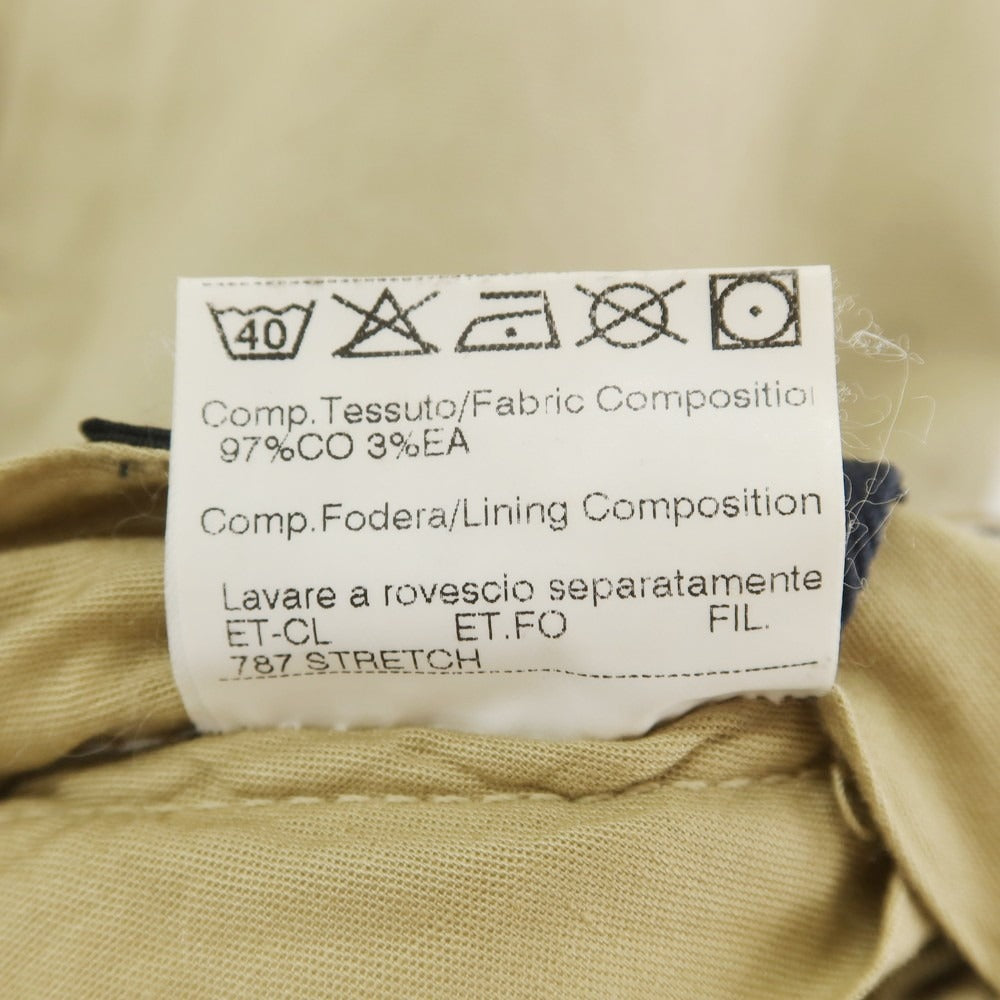 40
Comp.Tessuto/Fabric Compositio
97%CO 3%EA
Comp.Fodera/Lining Composition
Lavare a rovescio separatamente
ET-CL ET.FO FIL.
787 STRETCH